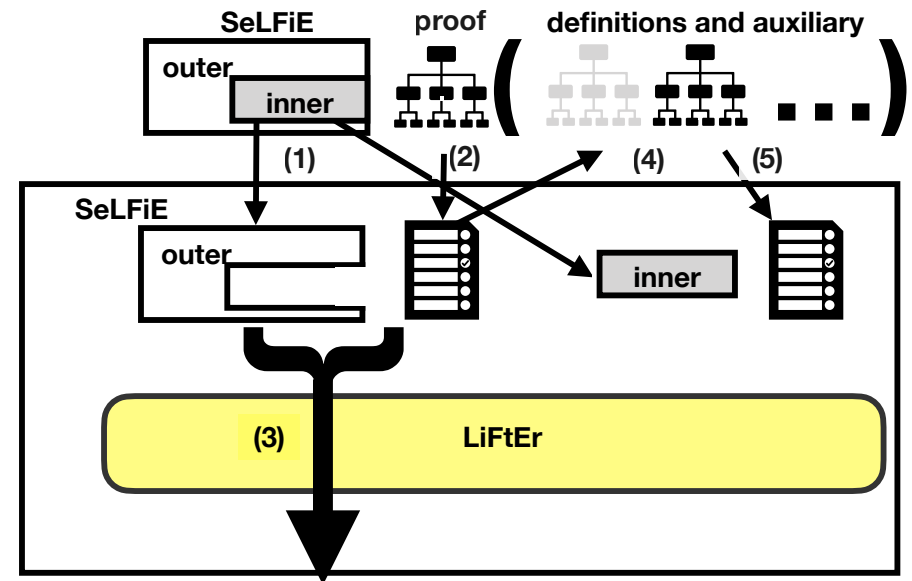 SeLFiE
proof
definitions and auxiliary
outer
inner
(1)
(2)
(4)
(5)
SeLFiE
outer
inner
(3)
LiFtEr